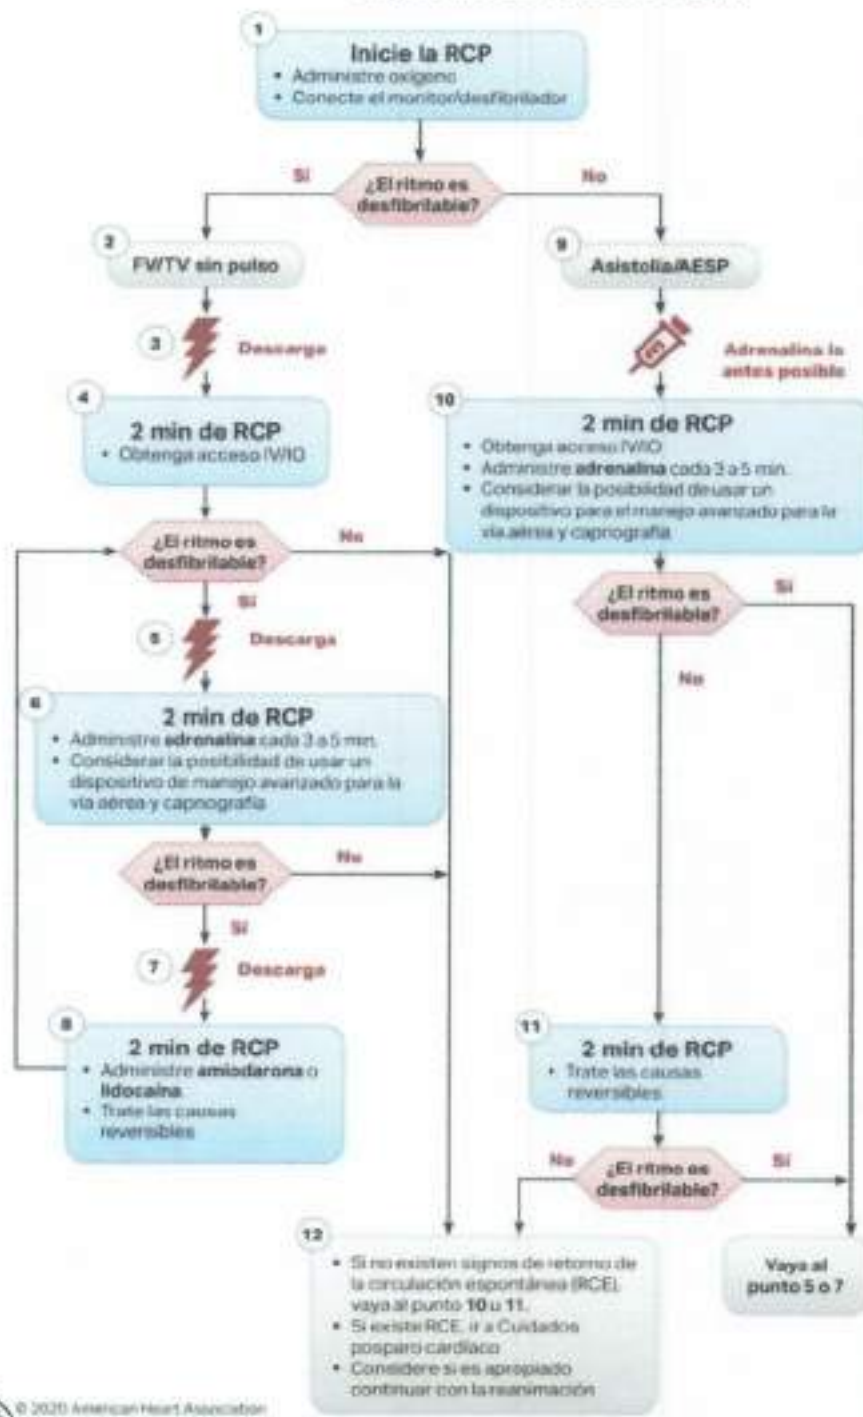 1
Inicie la RCP
• Administre oxígeno
• Conecte el monitor/desfibrilador
¿El ritmo es
desfibrilable?
Sí
No
2
FV/TV sin pulso
9
Asistolia/AESP
3
Descarga
Adrenalina lo
antes posible
4
2 min de RCP
• Obtenga acceso IV/IO
10
2 min de RCP
• Obtenga acceso IV/IO
• Administre adrenalina cada 3 a 5 min.
• Considerar la posibilidad de usar un
dispositivo para el manejo avanzado para la
vía aérea y capnografía
¿El ritmo es
desfibrilable?
No
Sí
5
Descarga
¿El ritmo es
desfibrilable?
Sí
No
6
2 min de RCP
• Administre adrenalina cada 3 a 5 min.
• Considerar la posibilidad de usar un
dispositivo de manejo avanzado para la
vía aérea y capnografía
¿El ritmo es
desfibrilable?
No
Sí
7
Descarga
8
2 min de RCP
• Administre amiodarona o
lidocaína
• Trate las causas
reversibles
11
2 min de RCP
• Trate las causas
reversibles
¿El ritmo es
desfibrilable?
No
Sí
12
• Si no existen signos de retorno de
la circulación espontánea (RCE),
vaya al punto 10 u 11.
• Si existe RCE, ir a Cuidados
posparo cardíaco
• Considere si es apropiado
continuar con la reanimación
Vaya al
punto 5 o 7
© 2020 American Heart Association